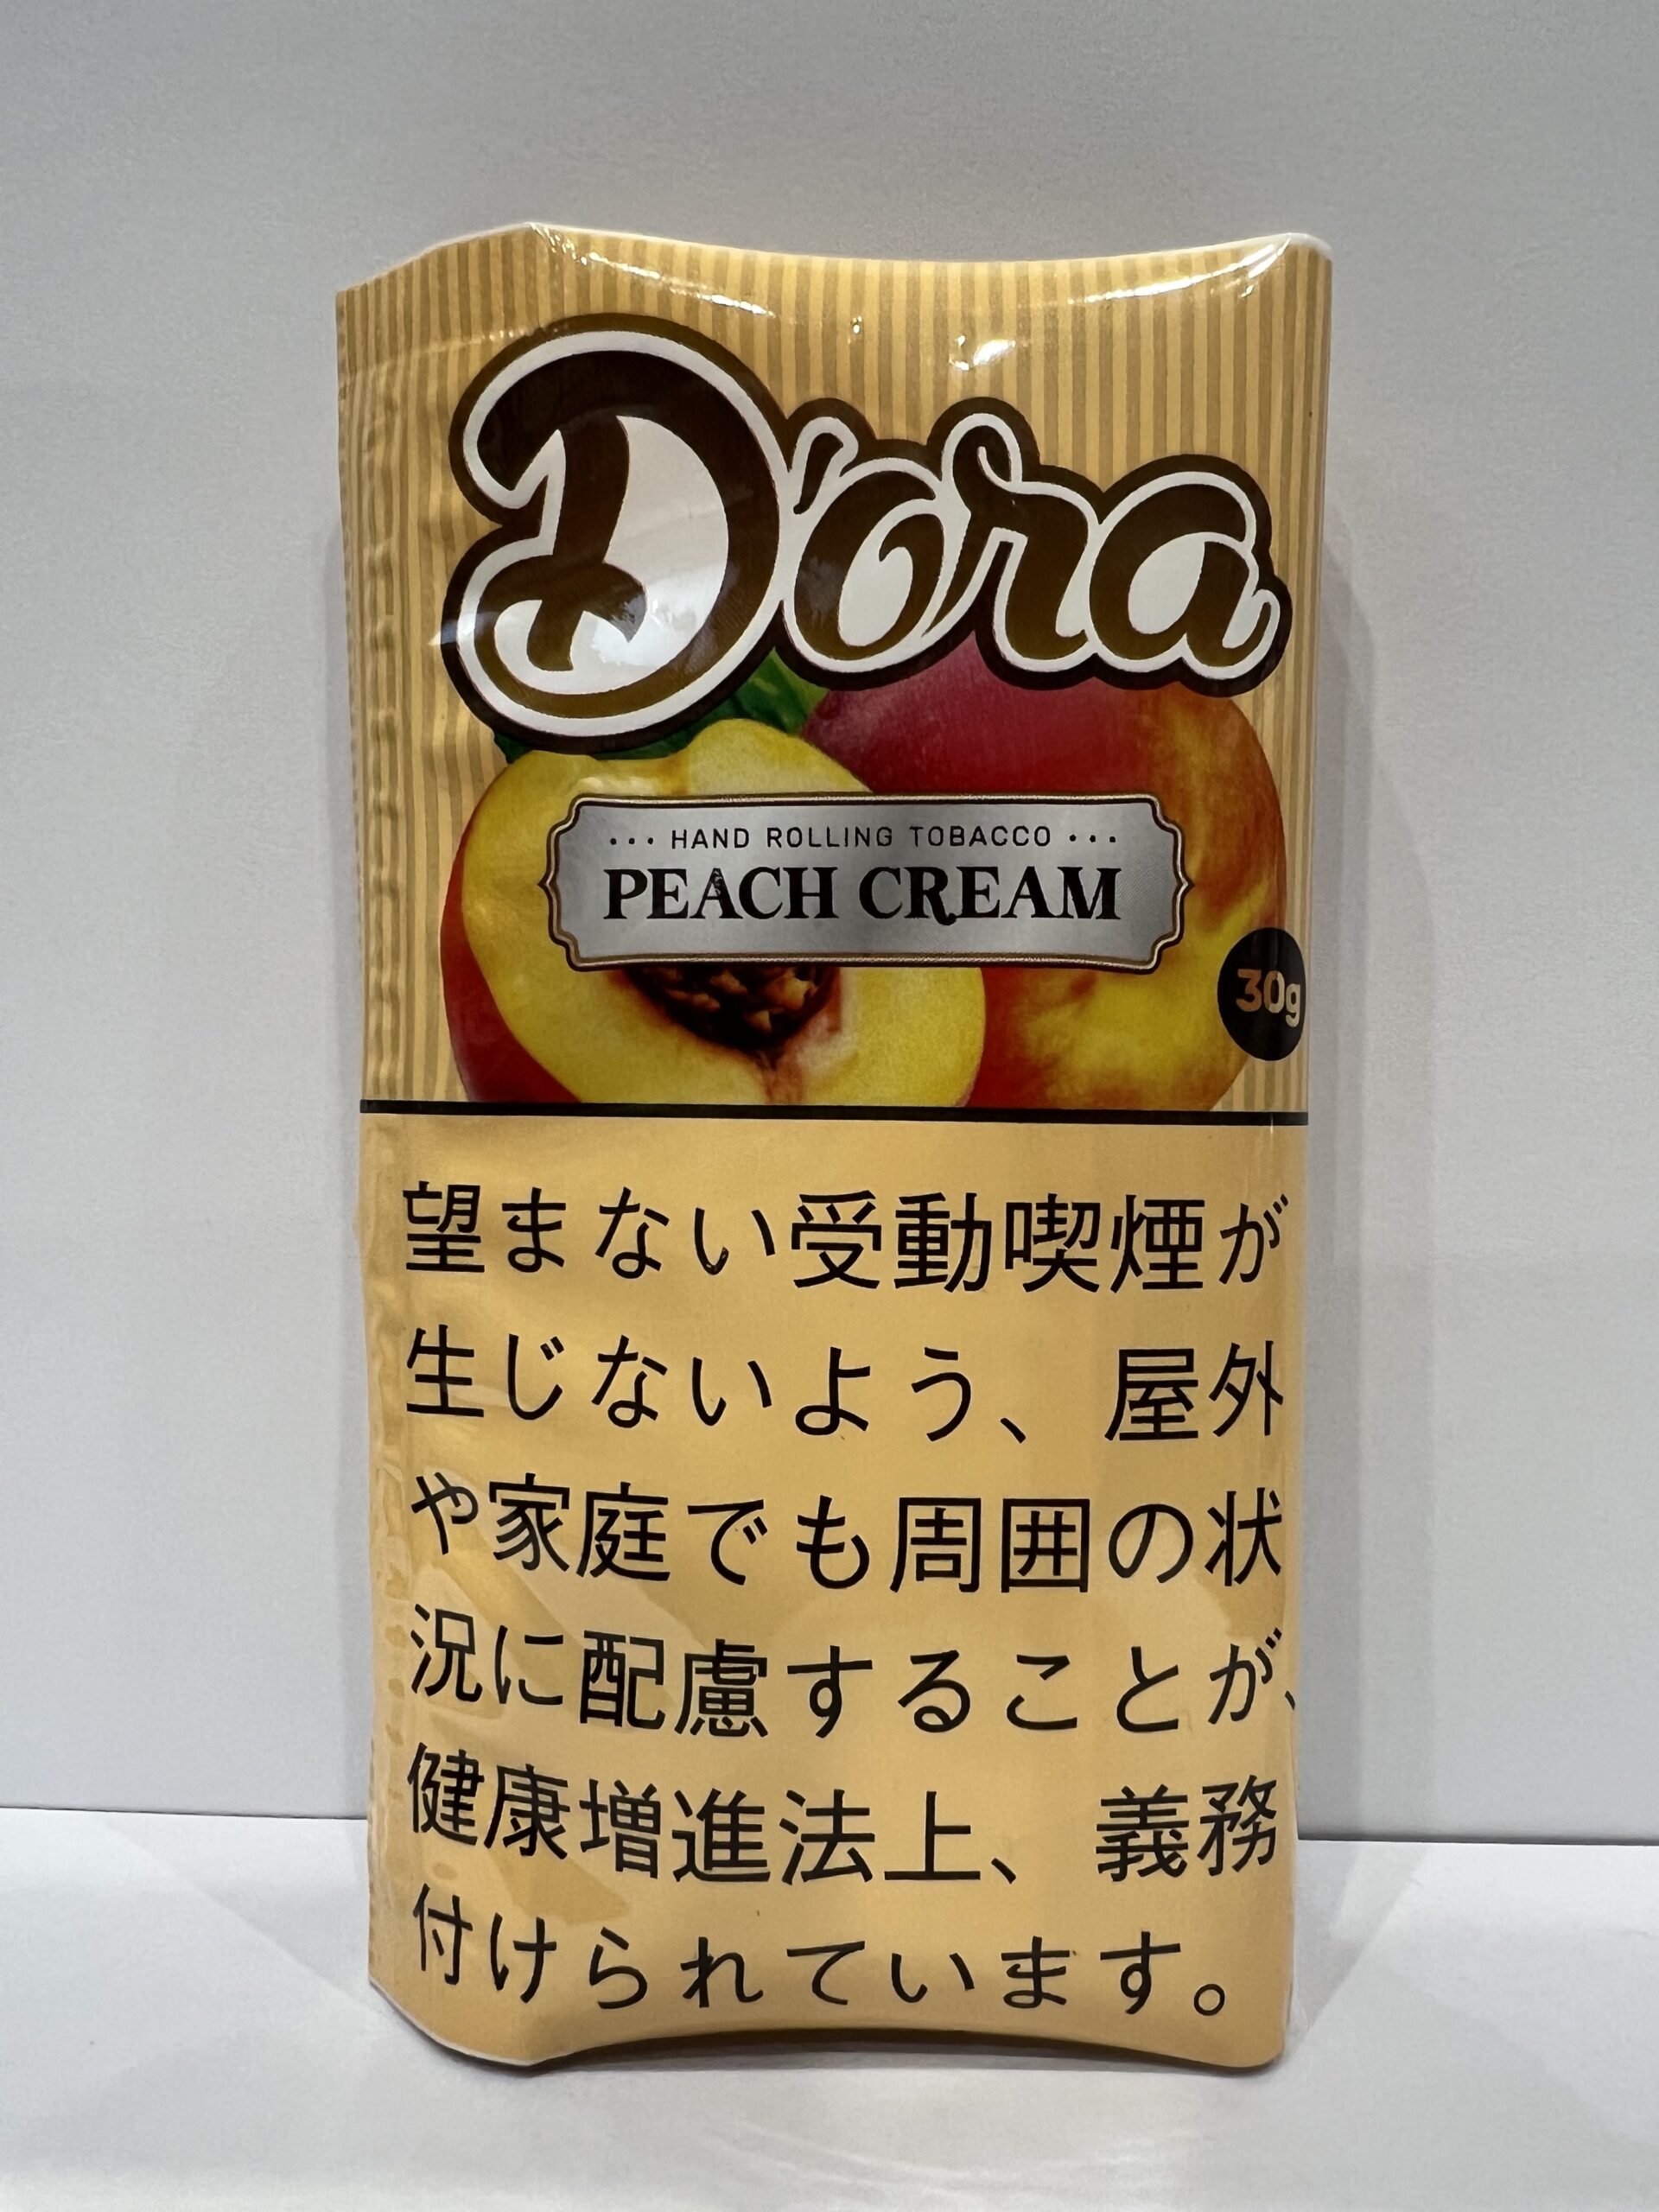 D'ora
··· HAND ROLLING TOBACCO ···
PEACH CREAM
30g
望まない受動喫煙が
生じないよう、屋外
や家庭でも周囲の状
況に配慮することが、
健康増進法上、義務
付けられています。